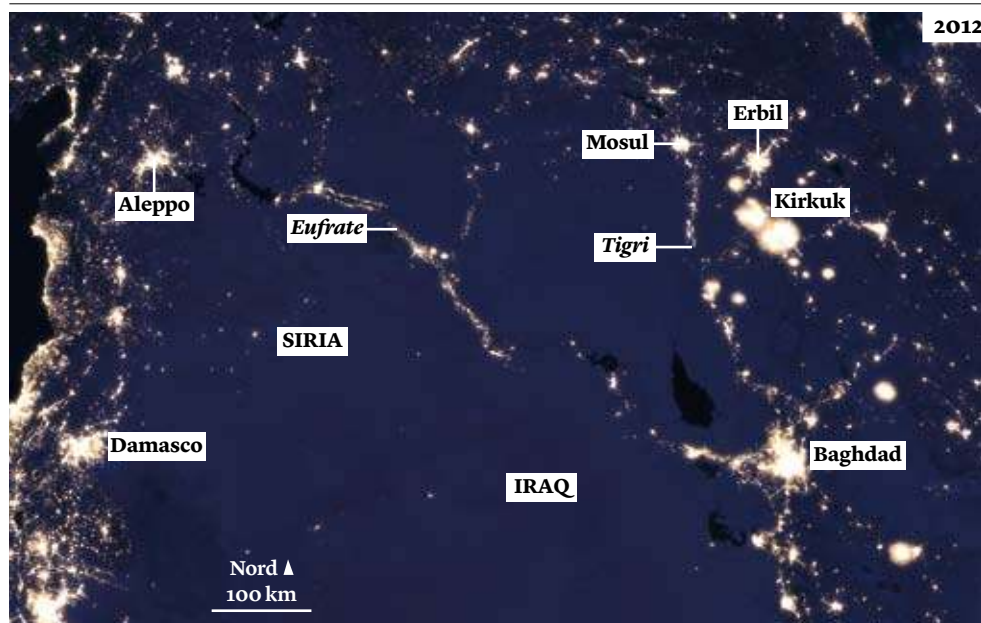 2012
Erbil
Mosul
Aleppo
Kirkuk
Eufrate
Tigri
SIRIA
Damasco
Baghdad
IRAQ
Nord
100 km